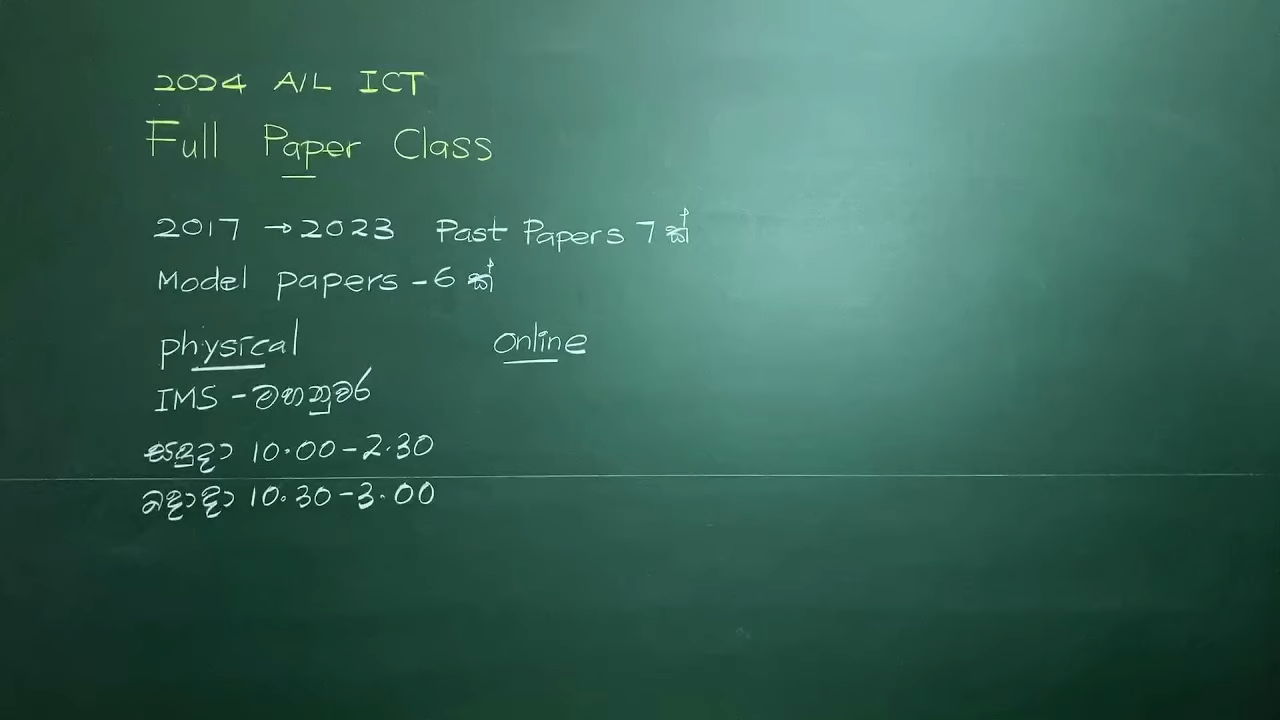 2024 A/L ICT
Full Paper Class
2017 → 2023 Past Papers 7 ක්
Model papers - 6 ක්
physical online
IMS - මහනුවර
සඳුදා 10.00 - 2.30
බදාදා 10.30 - 3.00